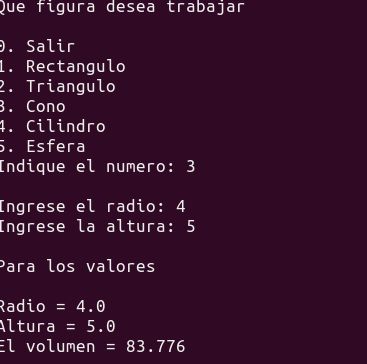 Que figura desea trabajar
0. Salir
1. Rectangulo
2. Triangulo
3. Cono
4. Cilindro
5. Esfera
Indique el numero: 3
Ingrese el radio: 4
Ingrese la altura: 5
Para los valores
Radio = 4.0
Altura = 5.0
El volumen = 83.776